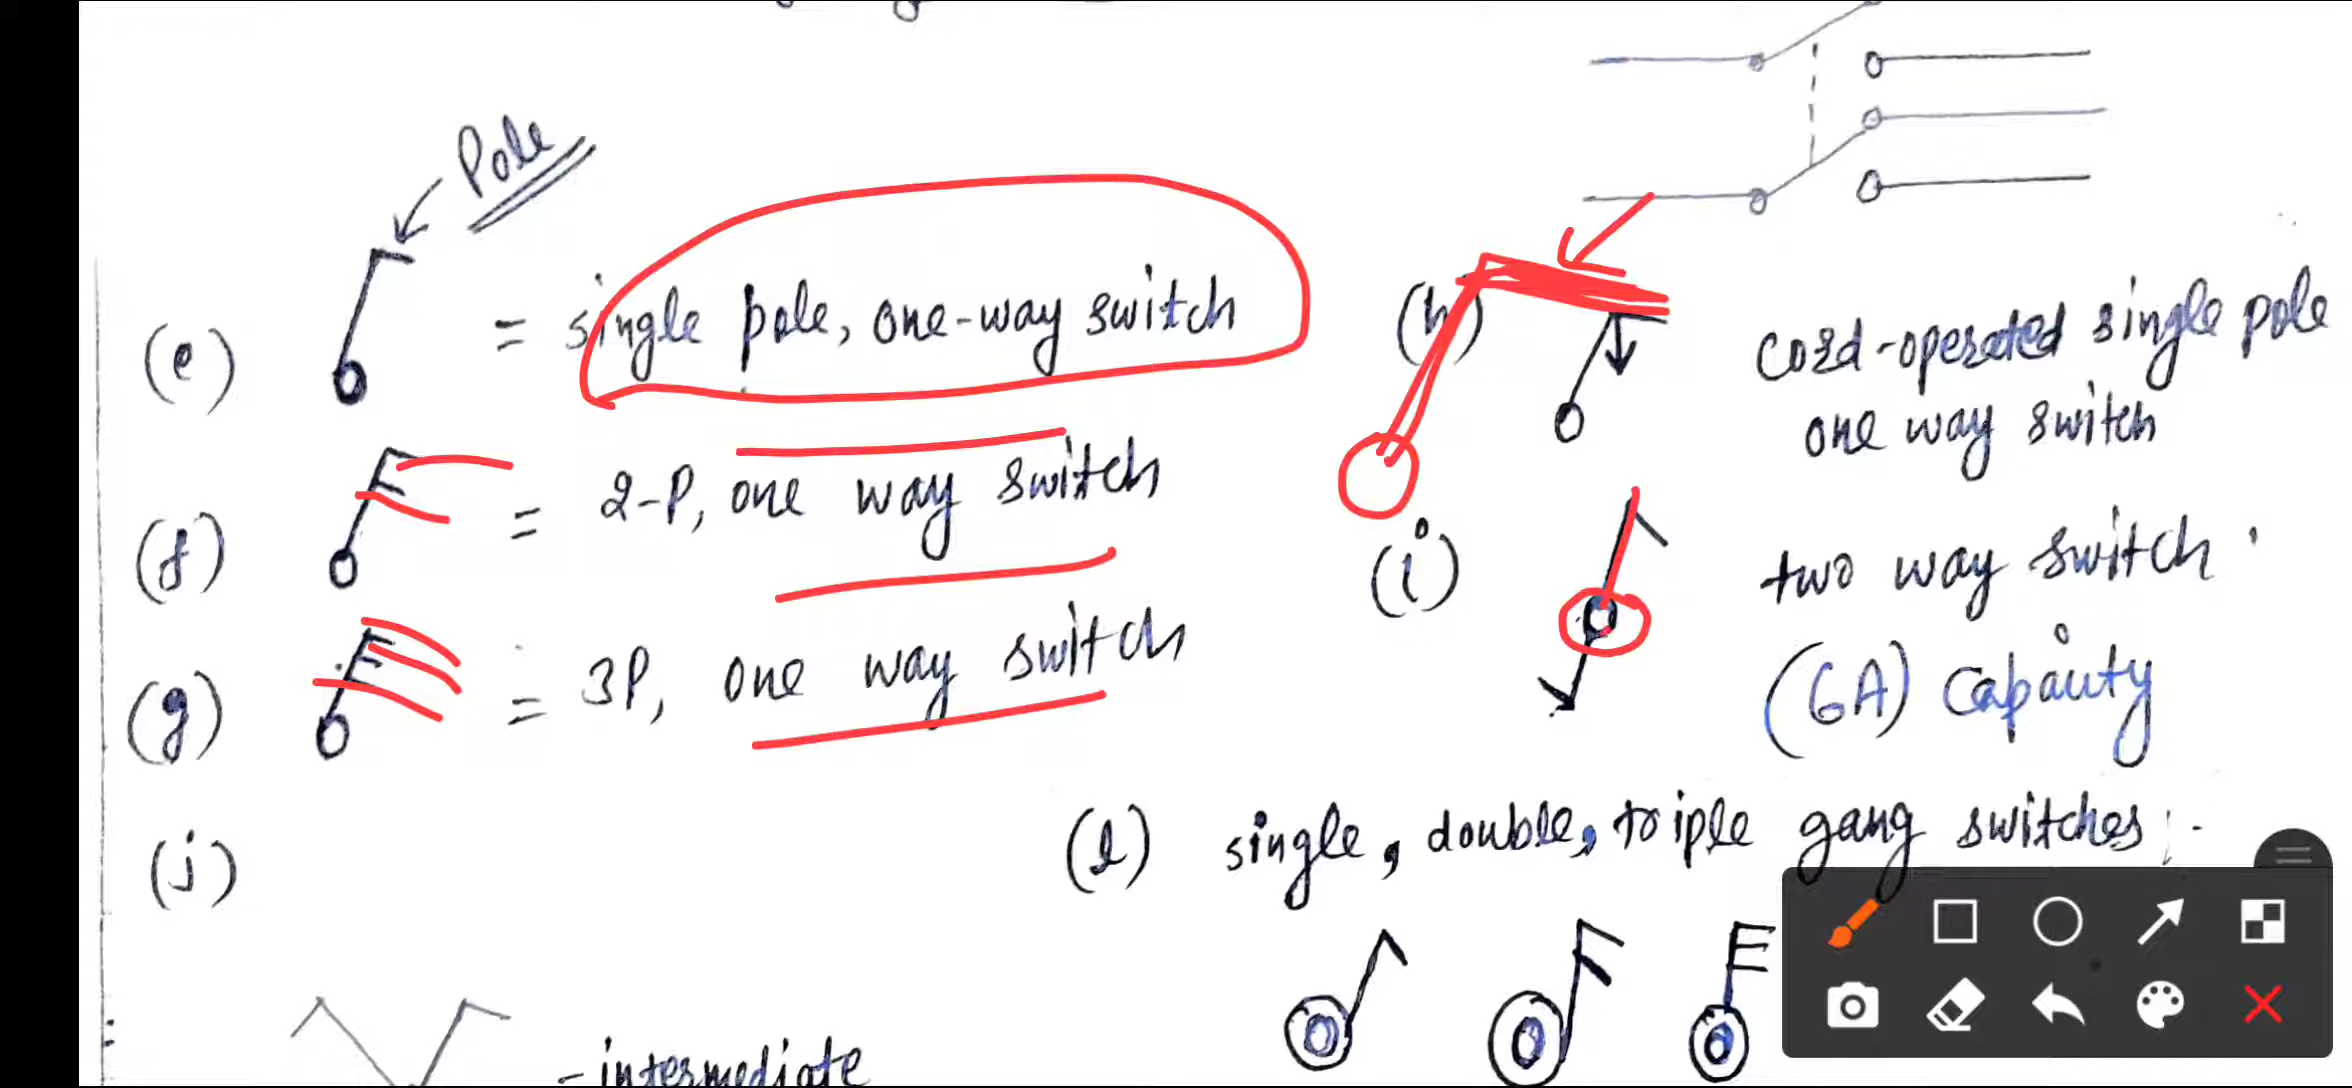 Pole
(e) = single pole, one-way switch
(f) = 2-P, one way switch
(g) = 3P, one way switch
(h) cord-operated single pole
one way switch
(i) two way switch.
(6A) Capacity
(j)
- intermediate
(l) single, double, triple gang switches :-